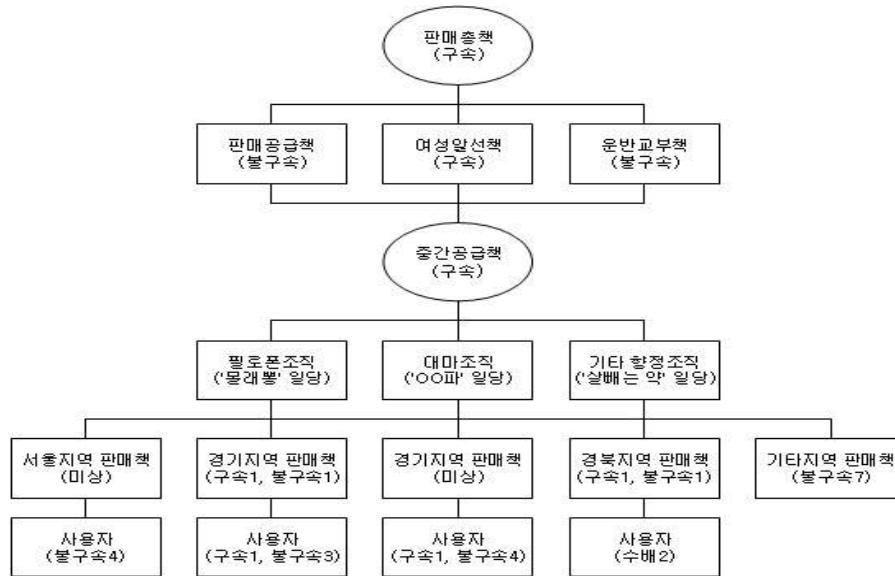 판매총책
(구속)
판매공급책
(불구속)
여성알선책
(구속)
운반교부책
(불구속)
중간공급책
(구속)
필로폰조직
('몰래뽕' 일당)
대마조직
('OO파' 일당)
기타 향정조직
('살빼는 약' 일당)
서울지역 판매책
(미상)
경기지역 판매책
(구속1, 불구속1)
경기지역 판매책
(미상)
경북지역 판매책
(구속1, 불구속1)
기타지역 판매책
(불구속7)
사용자
(불구속4)
사용자
(구속1, 불구속3)
사용자
(구속1, 불구속4)
사용자
(수배2)